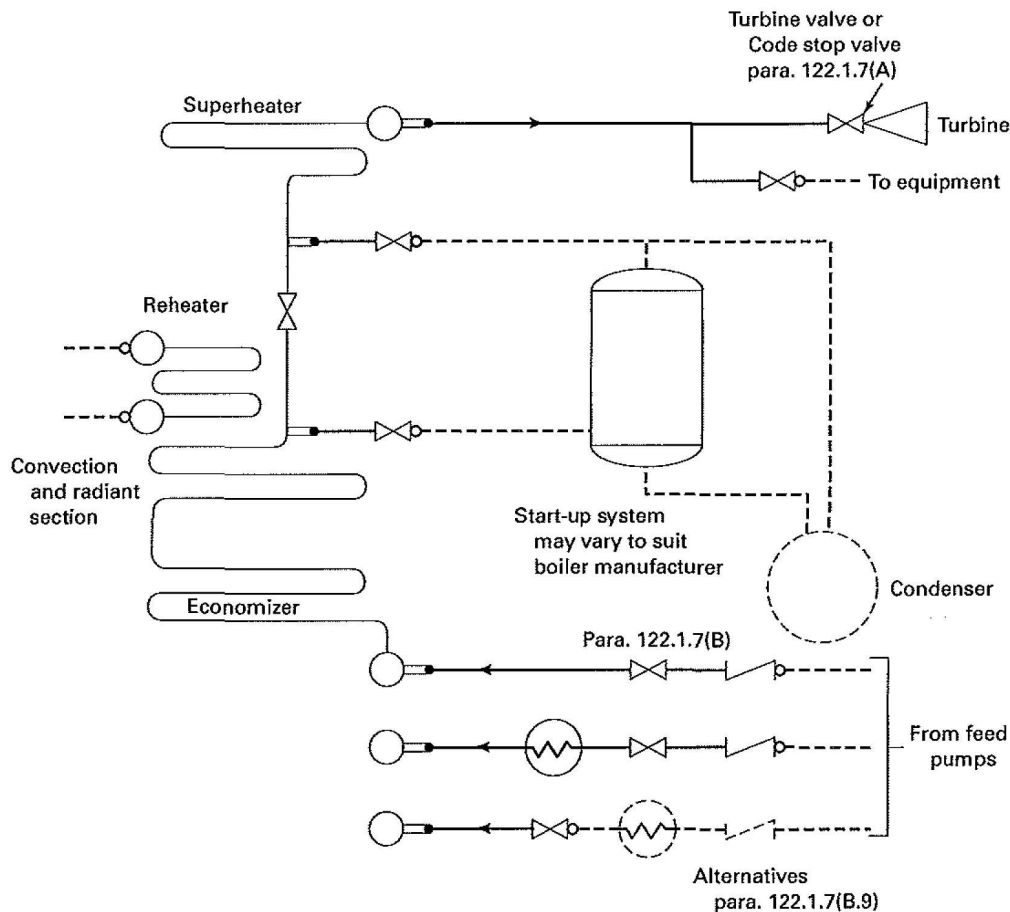 Turbine valve or
Code stop valve
para. 122.1.7(A)
Superheater
Turbine
To equipment
Reheater
Convection
and radiant
section
Start-up system
may vary to suit
boiler manufacturer
Condenser
Economizer
Para. 122.1.7(B)
From feed
pumps
Alternatives
para. 122.1.7(B.9)